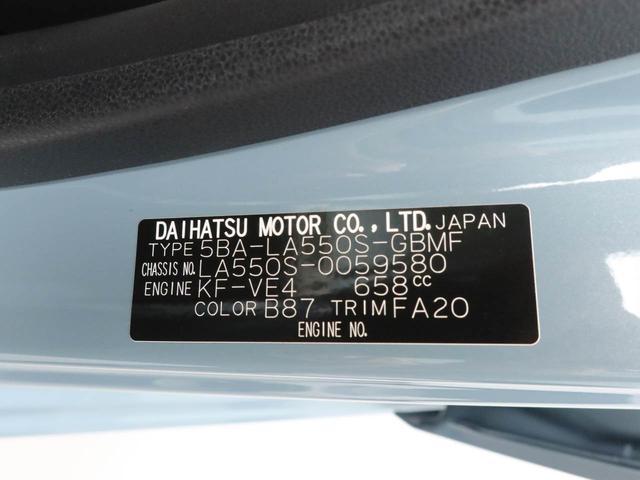 DAIHATSU MOTOR CO.,LTD. JAPAN
TYPE 5BA-LA550S-GBMF
CHASSIS NO. LA550S-0059580
ENGINE KF-VE4 658cc
COLOR B87 TRIM FA20
ENGINE NO.